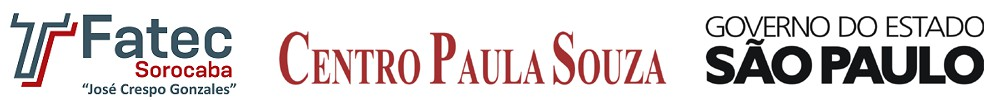 Fatec
Sorocaba
“José Crespo Gonzales”
CENTRO PAULA SOUZA
GOVERNO DO ESTADO
SÃO PAULO